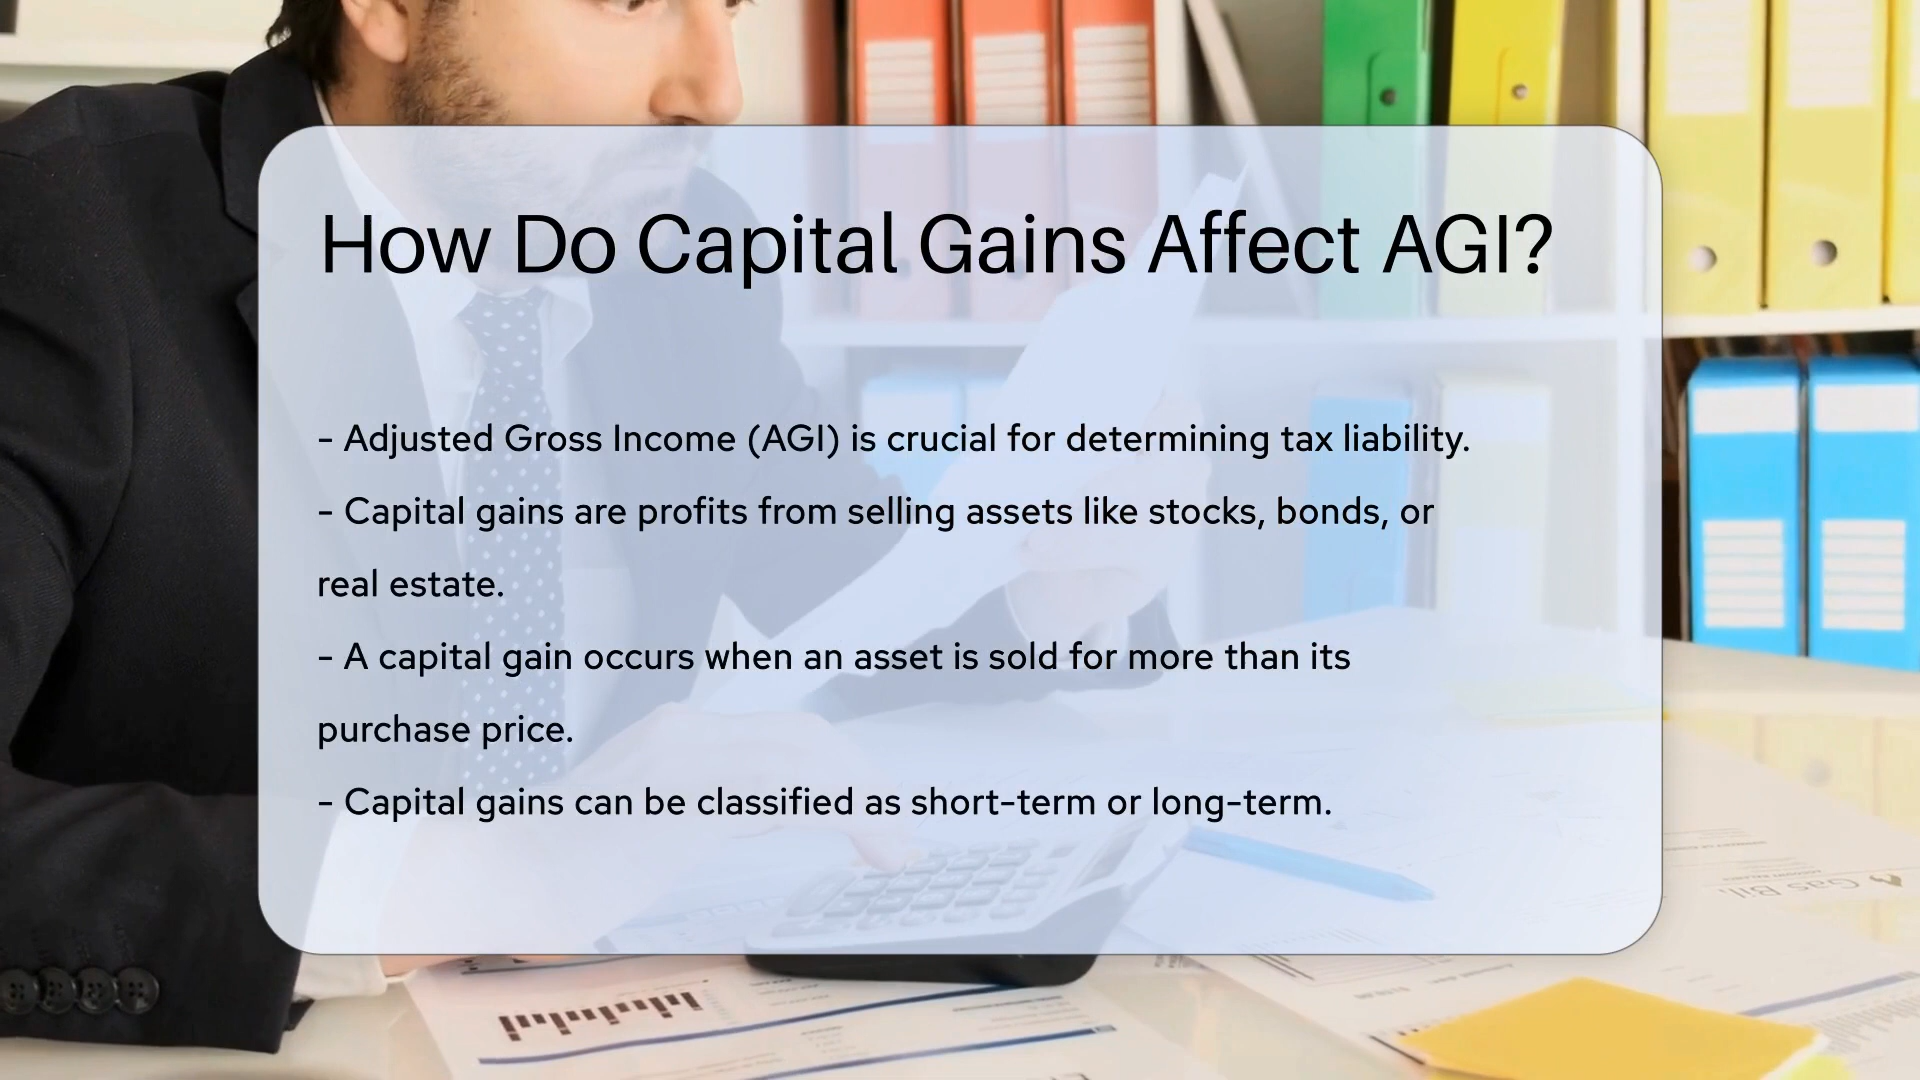 How Do Capital Gains Affect AGI?
- Adjusted Gross Income (AGI) is crucial for determining tax liability.
- Capital gains are profits from selling assets like stocks, bonds, or
real estate.
- A capital gain occurs when an asset is sold for more than its
purchase price.
- Capital gains can be classified as short-term or long-term.
Gas Bill